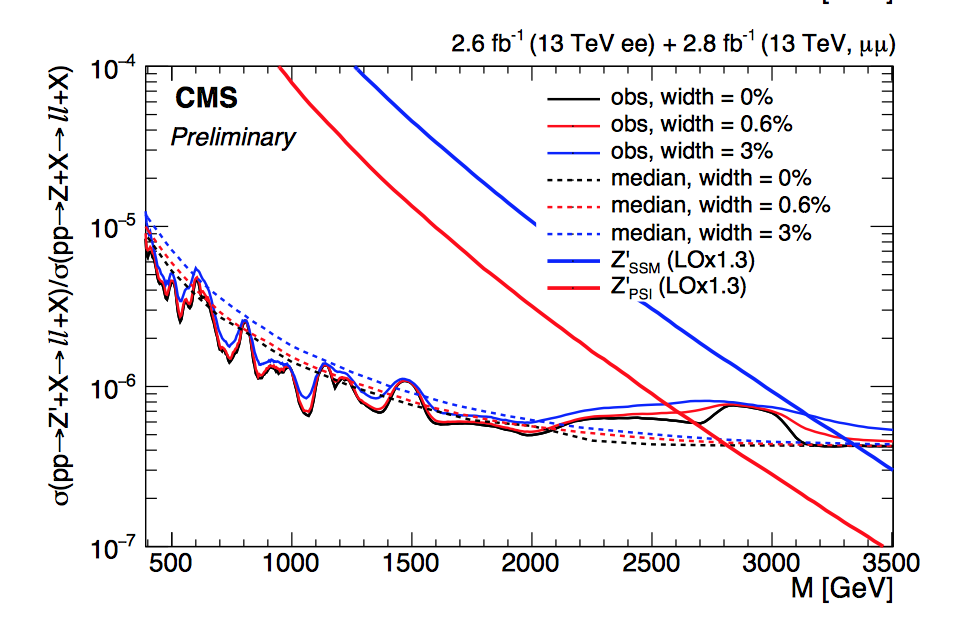 2.6 fb⁻¹ (13 TeV ee) + 2.8 fb⁻¹ (13 TeV, μμ)
σ(pp→Z'+X→ll+X)/σ(pp→Z+X→ ll+X)
10⁻⁴
10⁻⁵
10⁻⁶
10⁻⁷
CMS
Preliminary
obs, width = 0%
obs, width = 0.6%
obs, width = 3%
median, width = 0%
median, width = 0.6%
median, width = 3%
Z'SSM (LOx1.3)
Z'PSI (LOx1.3)
500 1000 1500 2000 2500 3000 3500
M [GeV]